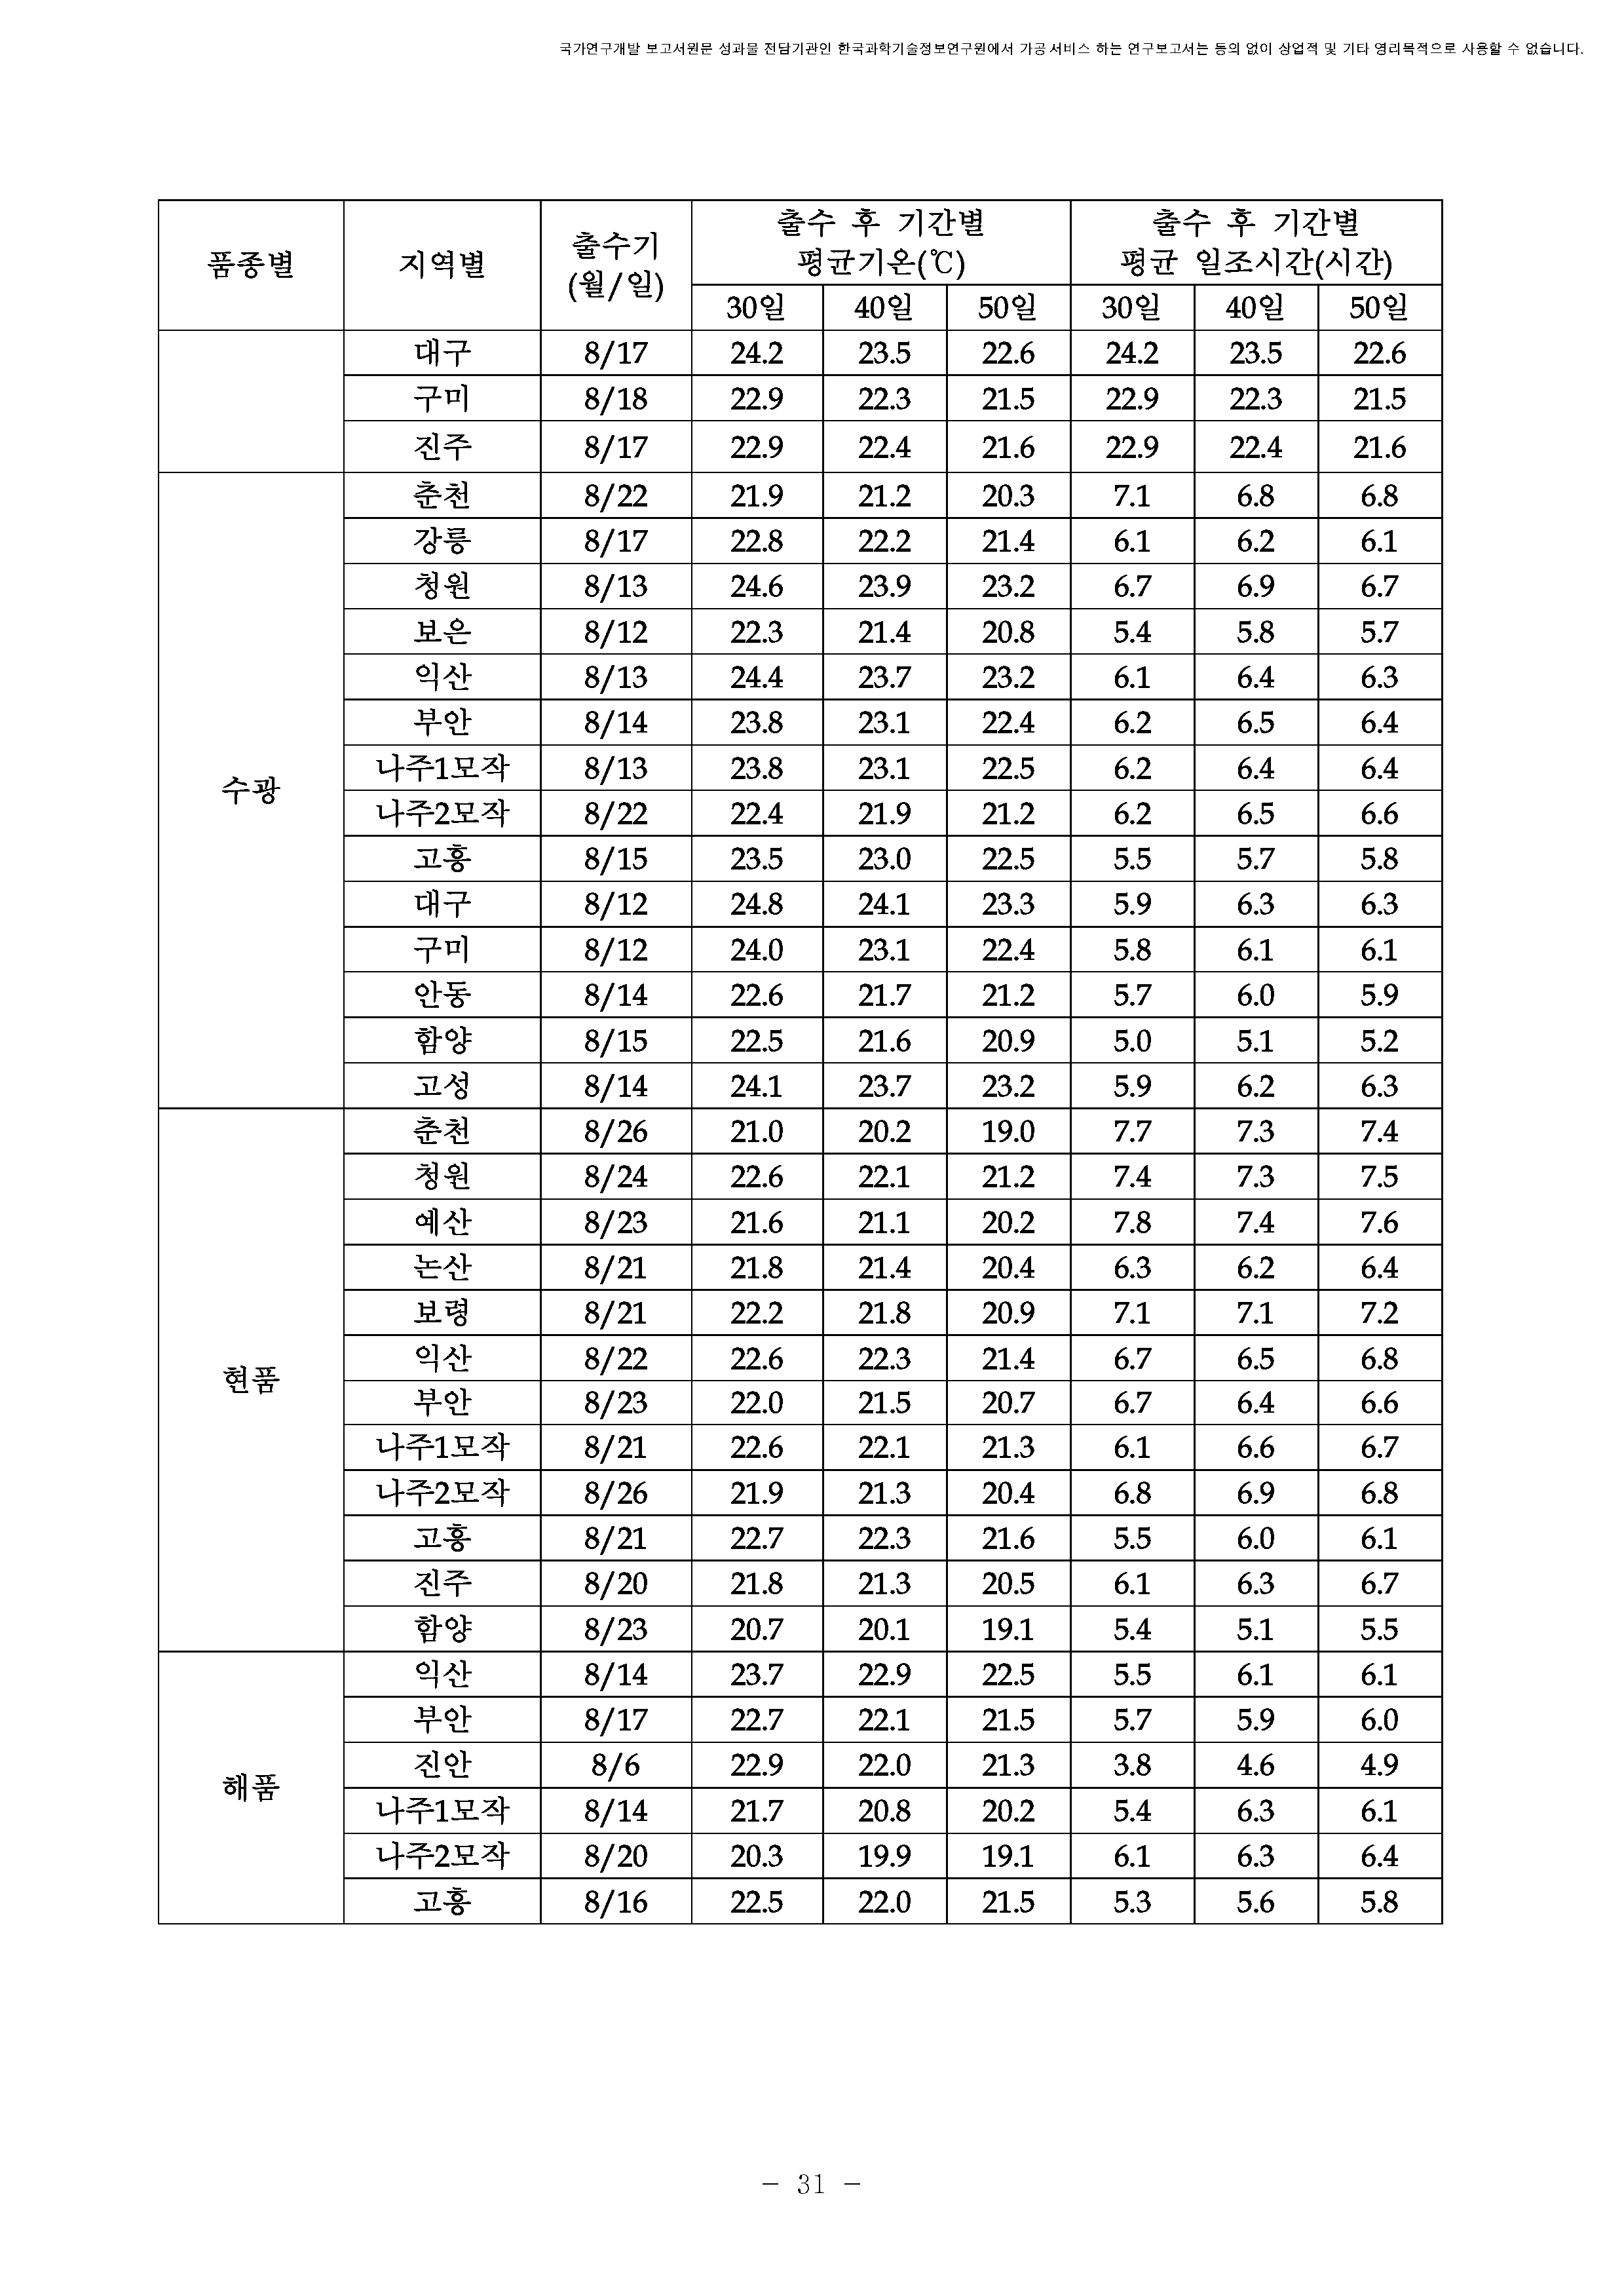 국가연구개발 보고서원문 성과물 전담기관인 한국과학기술정보연구원에서 가공·서비스 하는 연구보고서는 동의 없이 상업적 및 기타 영리목적으로 사용할 수 없습니다.
품종별 지역별 출수기 (월/일) 출수 후 기간별 평균기온(℃) 출수 후 기간별 평균 일조시간(시간)
30일 40일 50일 30일 40일 50일
대구 8/17 24.2 23.5 22.6 24.2 23.5 22.6
구미 8/18 22.9 22.3 21.5 22.9 22.3 21.5
진주 8/17 22.9 22.4 21.6 22.9 22.4 21.6
수광
춘천 8/22 21.9 21.2 20.3 7.1 6.8 6.8
강릉 8/17 22.8 22.2 21.4 6.1 6.2 6.1
청원 8/13 24.6 23.9 23.2 6.7 6.9 6.7
보은 8/12 22.3 21.4 20.8 5.4 5.8 5.7
익산 8/13 24.4 23.7 23.2 6.1 6.4 6.3
부안 8/14 23.8 23.1 22.4 6.2 6.5 6.4
나주1모작 8/13 23.8 23.1 22.5 6.2 6.4 6.4
나주2모작 8/22 22.4 21.9 21.2 6.2 6.5 6.6
고흥 8/15 23.5 23.0 22.5 5.5 5.7 5.8
대구 8/12 24.8 24.1 23.3 5.9 6.3 6.3
구미 8/12 24.0 23.1 22.4 5.8 6.1 6.1
안동 8/14 22.6 21.7 21.2 5.7 6.0 5.9
함양 8/15 22.5 21.6 20.9 5.0 5.1 5.2
고성 8/14 24.1 23.7 23.2 5.9 6.2 6.3
현품
춘천 8/26 21.0 20.2 19.0 7.7 7.3 7.4
청원 8/24 22.6 22.1 21.2 7.4 7.3 7.5
예산 8/23 21.6 21.1 20.2 7.8 7.4 7.6
논산 8/21 21.8 21.4 20.4 6.3 6.2 6.4
보령 8/21 22.2 21.8 20.9 7.1 7.1 7.2
익산 8/22 22.6 22.3 21.4 6.7 6.5 6.8
부안 8/23 22.0 21.5 20.7 6.7 6.4 6.6
나주1모작 8/21 22.6 22.1 21.3 6.1 6.6 6.7
나주2모작 8/26 21.9 21.3 20.4 6.8 6.9 6.8
고흥 8/21 22.7 22.3 21.6 5.5 6.0 6.1
진주 8/20 21.8 21.3 20.5 6.1 6.3 6.7
함양 8/23 20.7 20.1 19.1 5.4 5.1 5.5
해품
익산 8/14 23.7 22.9 22.5 5.5 6.1 6.1
부안 8/17 22.7 22.1 21.5 5.7 5.9 6.0
진안 8/6 22.9 22.0 21.3 3.8 4.6 4.9
나주1모작 8/14 21.7 20.8 20.2 5.4 6.3 6.1
나주2모작 8/20 20.3 19.9 19.1 6.1 6.3 6.4
고흥 8/16 22.5 22.0 21.5 5.3 5.6 5.8
- 31 -